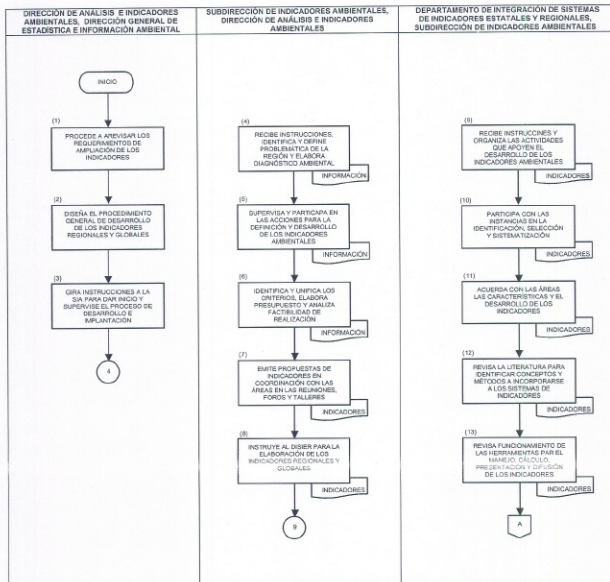 DIRECCIÓN DE ANÁLISIS E INDICADORES
AMBIENTALES, DIRECCIÓN GENERAL DE
ESTADÍSTICA E INFORMACIÓN AMBIENTAL
INICIO
(1)
PROCEDE A AREVISAR LOS
REQUERIMIENTOS DE
AMPLIACIÓN DE LOS
INDICADORES
(2)
DISEÑA EL PROCEDIMIENTO
GENERAL DE DESARROLLO
DE LOS INDICADORES
REGIONALES Y GLOBALES
(3)
GIRA INSTRUCCIONES A LA
SIA PARA DAR INICIO Y
SUPERVISE EL PROCESO DE
DESARROLLO E
IMPLANTACIÓN
4
SUBDIRECCIÓN DE INDICADORES AMBIENTALES,
DIRECCIÓN DE ANÁLISIS E INDICADORES
AMBIENTALES
(4)
RECIBE INSTRUCCIONES,
IDENTIFICA Y DEFINE
PROBLEMÁTICA DE LA
REGIÓN Y ELABORA
DIAGNÓSTICO AMBIENTAL
INFORMACIÓN
(5)
SUPERVISA Y PARTICAPA EN
LAS ACCIONES PARA LA
DEFINICIÓN Y DESARROLLO
DE LOS INDICADORES
AMBIENTALES
INFORMACIÓN
(6)
IDENTIFICA Y UNIFICA LOS
CRITERIOS, ELABORA
PRESUPUESTO Y ANALIZA
FACTIBILIDAD DE
REALIZACIÓN
INFORMACIÓN
(7)
EMITE PROPUESTAS DE
INDICADORES EN
COORDINACIÓN CON LAS
ÁREAS EN LAS REUNIONES,
FOROS Y TALLERES
INDICADORES
(8)
INSTRUYE AL DISIER PARA LA
ELABORACIÓN DE LOS
INDICADORES REGIONALES Y
GLOBALES
INDICADORES
9
DEPARTAMENTO DE INTEGRACIÓN DE SISTEMAS
DE INDICADORES ESTATALES Y REGIONALES,
SUBDIRECCIÓN DE INDICADORES AMBIENTALES
(9)
RECIBE INSTRUCCINES Y
ORGANIZA LAS ACTIVIDADES
QUE APOYEN EL
DESARROLLO DE LOS
INDICADORES AMBIENTALES
INDICADORES
(10)
PARTICIPA CON LAS
INSTANCIAS EN LA
IDENTIFICACIÓN, SELECCIÓN
Y SISTEMATIZACIÓN
INDICADORES
(11)
ACUERDA CON LAS ÁREAS
LAS CARACTERÍSTICAS Y EL
DESARROLLO DE LOS
INDICADORES
INDICADORES
(12)
REVISA LA LITERATURA PARA
IDENTIFICAR CONCEPTOS Y
MÉTODOS A INCORPORARSE
A LOS SISTEMAS DE
INDICADORES
INDICADORES
(13)
REVISA FUNCIONAMIENTO DE
LAS HERRAMIENTAS PAR EL
MANEJO, CÁLCULO,
PRESENTACIÓN Y DIFUSIÓN
DE LOS INDICADORES
INDICADORES
A